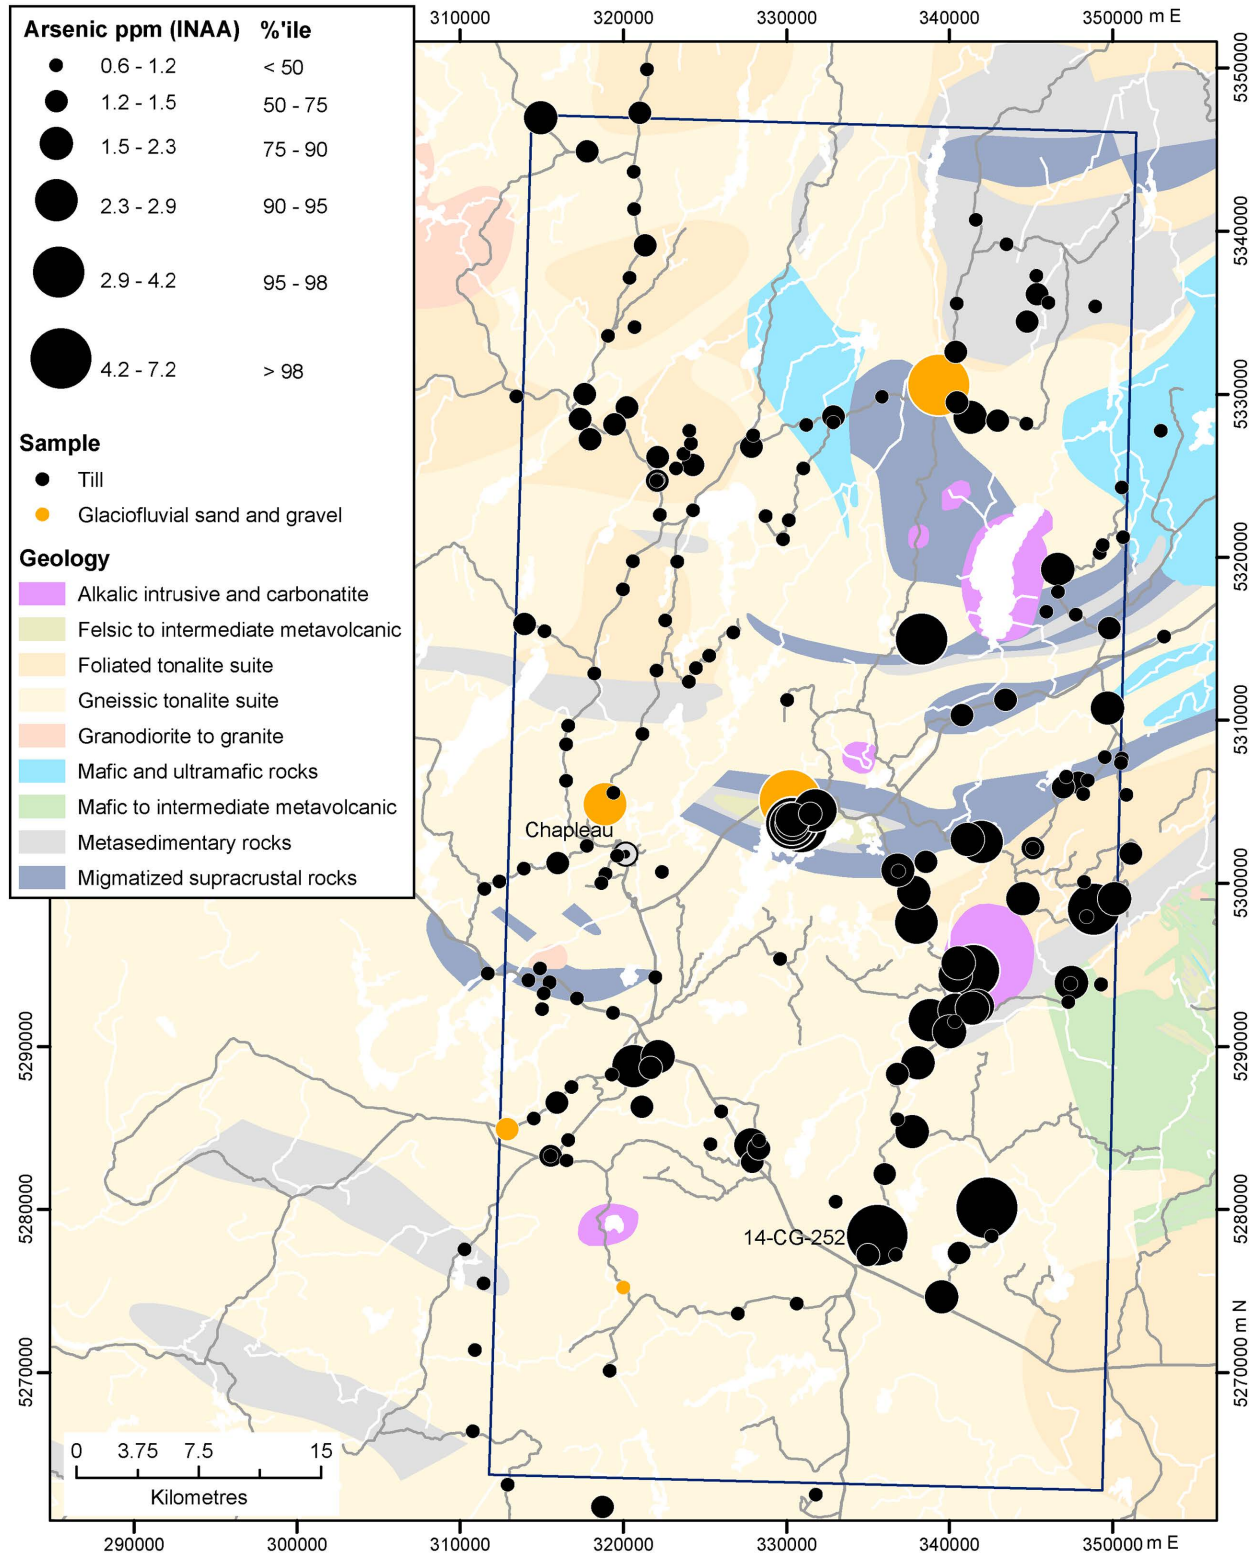 Arsenic ppm (INAA) %'ile
0.6 - 1.2 < 50
1.2 - 1.5 50 - 75
1.5 - 2.3 75 - 90
2.3 - 2.9 90 - 95
2.9 - 4.2 95 - 98
4.2 - 7.2 > 98
Sample
Till
Glaciofluvial sand and gravel
Geology
Alkalic intrusive and carbonatite
Felsic to intermediate metavolcanic
Foliated tonalite suite
Gneissic tonalite suite
Granodiorite to granite
Mafic and ultramafic rocks
Mafic to intermediate metavolcanic
Metasedimentary rocks
Migmatized supracrustal rocks
310000 320000 330000 340000 350000 m E
5350000
5340000
5330000
5320000
5310000
5300000
5290000
5280000
5270000 m N
Chapleau
14-CG-252
5290000
5280000
5270000
0 3.75 7.5 15
Kilometres
290000 300000 310000 320000 330000 340000 350000 m E